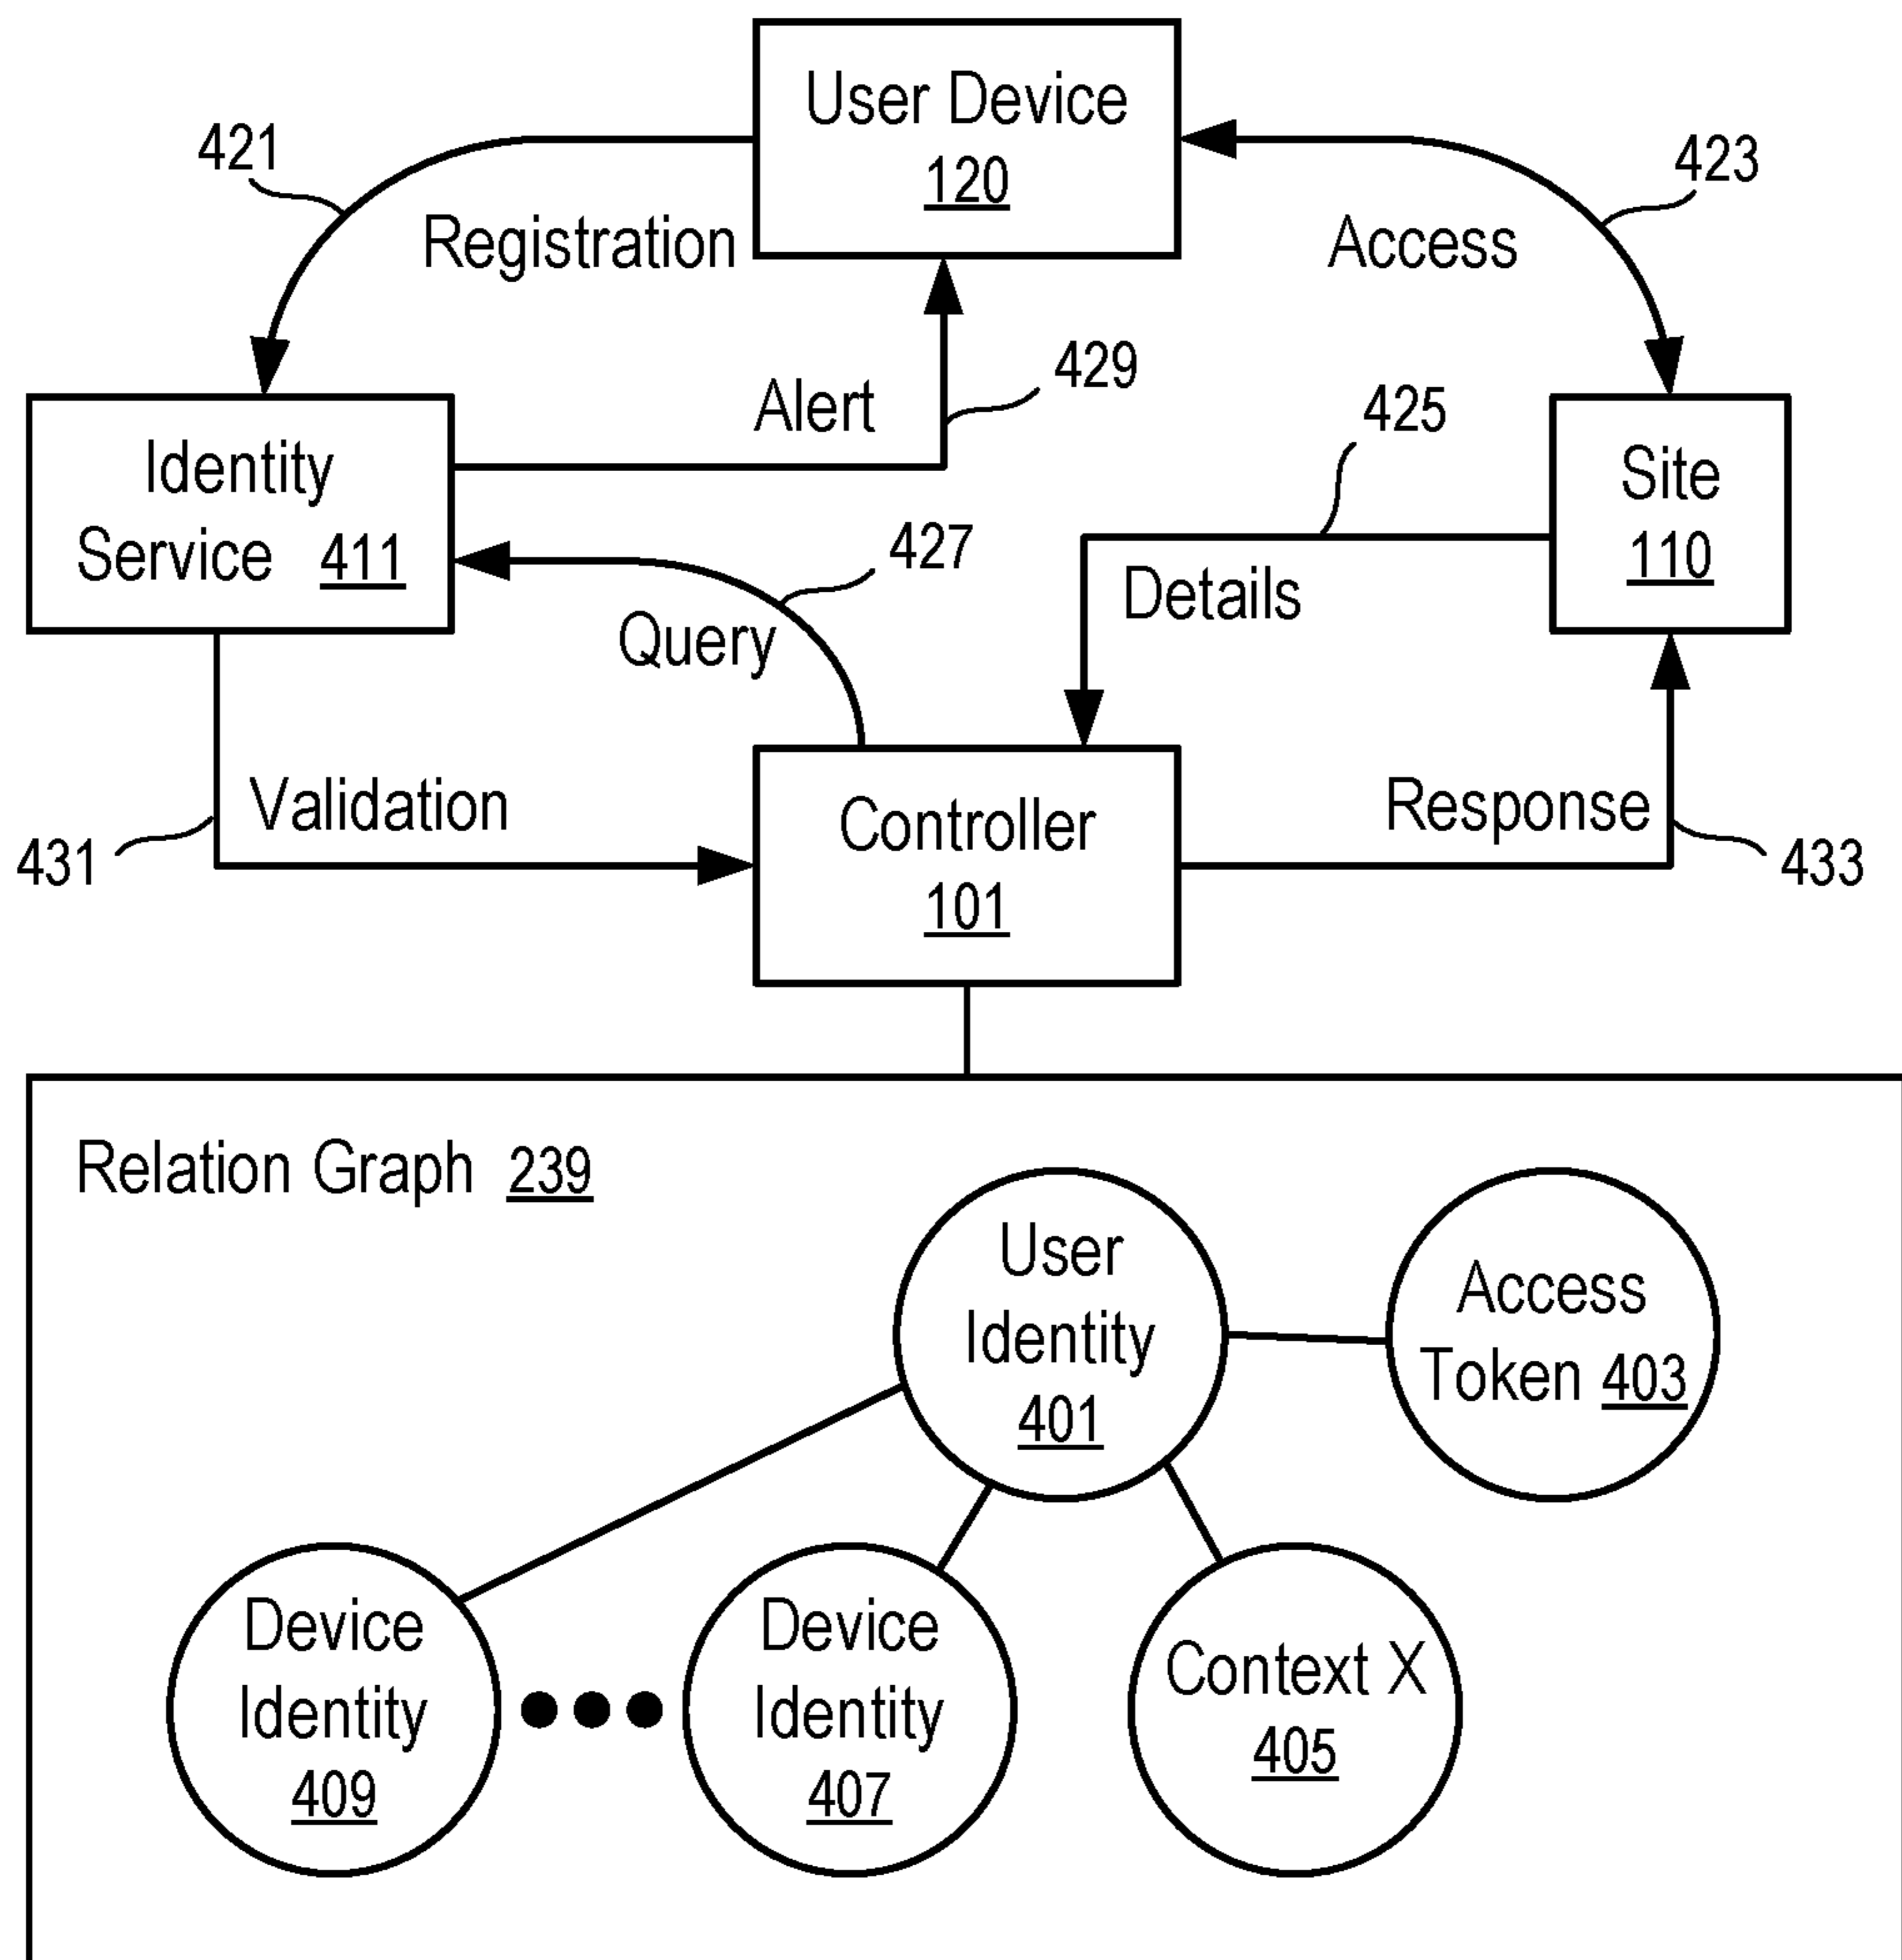 User Device
120
421
423
Registration
Access
429
Alert
425
Identity
Service 411
Site
110
427
Details
Query
Validation
Controller
101
Response
431
433
Relation Graph 239
User
Identity
401
Access
Token 403
Device
Identity
409
Device
Identity
407
Context X
405